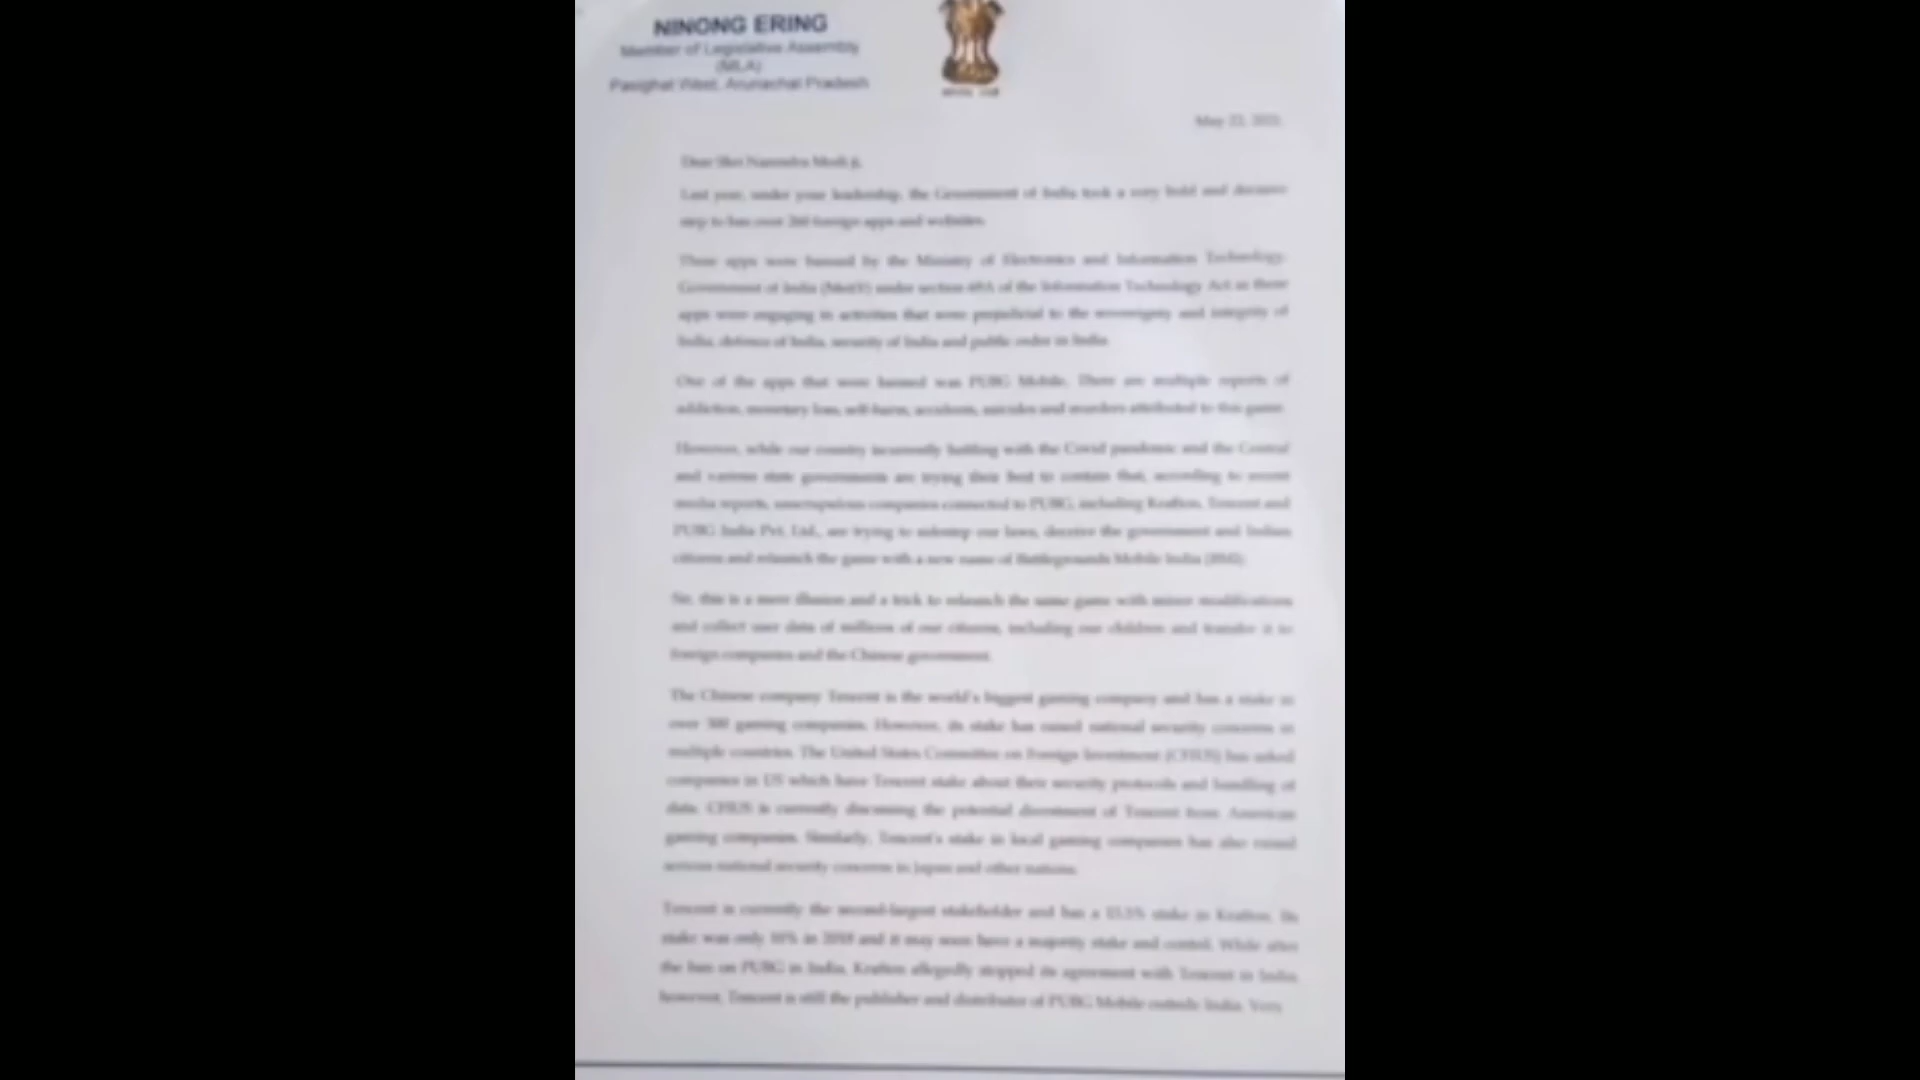 NINONG ERING
Member of Legislative Assembly
(MLA)
Pasighat West, Arunachal Pradesh
May 22, 2021
Dear Shri Narendra Modi ji,
Last year, under your leadership, the Government of India took a very bold and decisive
step to ban over 260 foreign apps and websites.
These apps were banned by the Ministry of Electronics and Information Technology,
Government of India (MeitY) under section 69A of the Information Technology Act as these
apps were engaging in activities that were prejudicial to the sovereignty and integrity of
India, defence of India, security of India and public order in India.
One of the apps that were banned was PUBG Mobile. There are multiple reports of
addiction, monetary loss, self-harm, accidents, suicides and murders attributed to this game.
However, while our country is currently battling with the Covid pandemic and the Central
and various state governments are trying their best to contain that, according to recent
media reports, unscrupulous companies connected to PUBG, including Krafton, Tencent and
PUBG India Pvt. Ltd., are trying to sidestep our laws, deceive the government and Indian
citizens and relaunch the game with a new name of Battlegrounds Mobile India (BMI).
Sir, this is a mere illusion and a trick to relaunch the same game with minor modifications
and collect user data of millions of our citizens, including our children and transfer it to
foreign companies and the Chinese government.
The Chinese company Tencent is the world's biggest gaming company and has a stake in
over 300 gaming companies. However, its stake has raised national security concerns in
multiple countries. The United States Committee on Foreign Investment (CFIUS) has asked
companies in US which have Tencent stake about their security protocols and handling of
data. CFIUS is currently discussing the potential divestment of Tencent from American
gaming companies. Similarly, Tencent's stake in local gaming companies has also raised
serious national security concerns in Japan and other nations.
Tencent is currently the second-largest stakeholder and has a 15.5% stake in Krafton. Its
stake was only 10% in 2018 and it may soon have a majority stake and control. While after
the ban on PUBG in India, Krafton allegedly stopped its agreement with Tencent in India
however, Tencent is still the publisher and distributor of PUBG Mobile outside India. Very